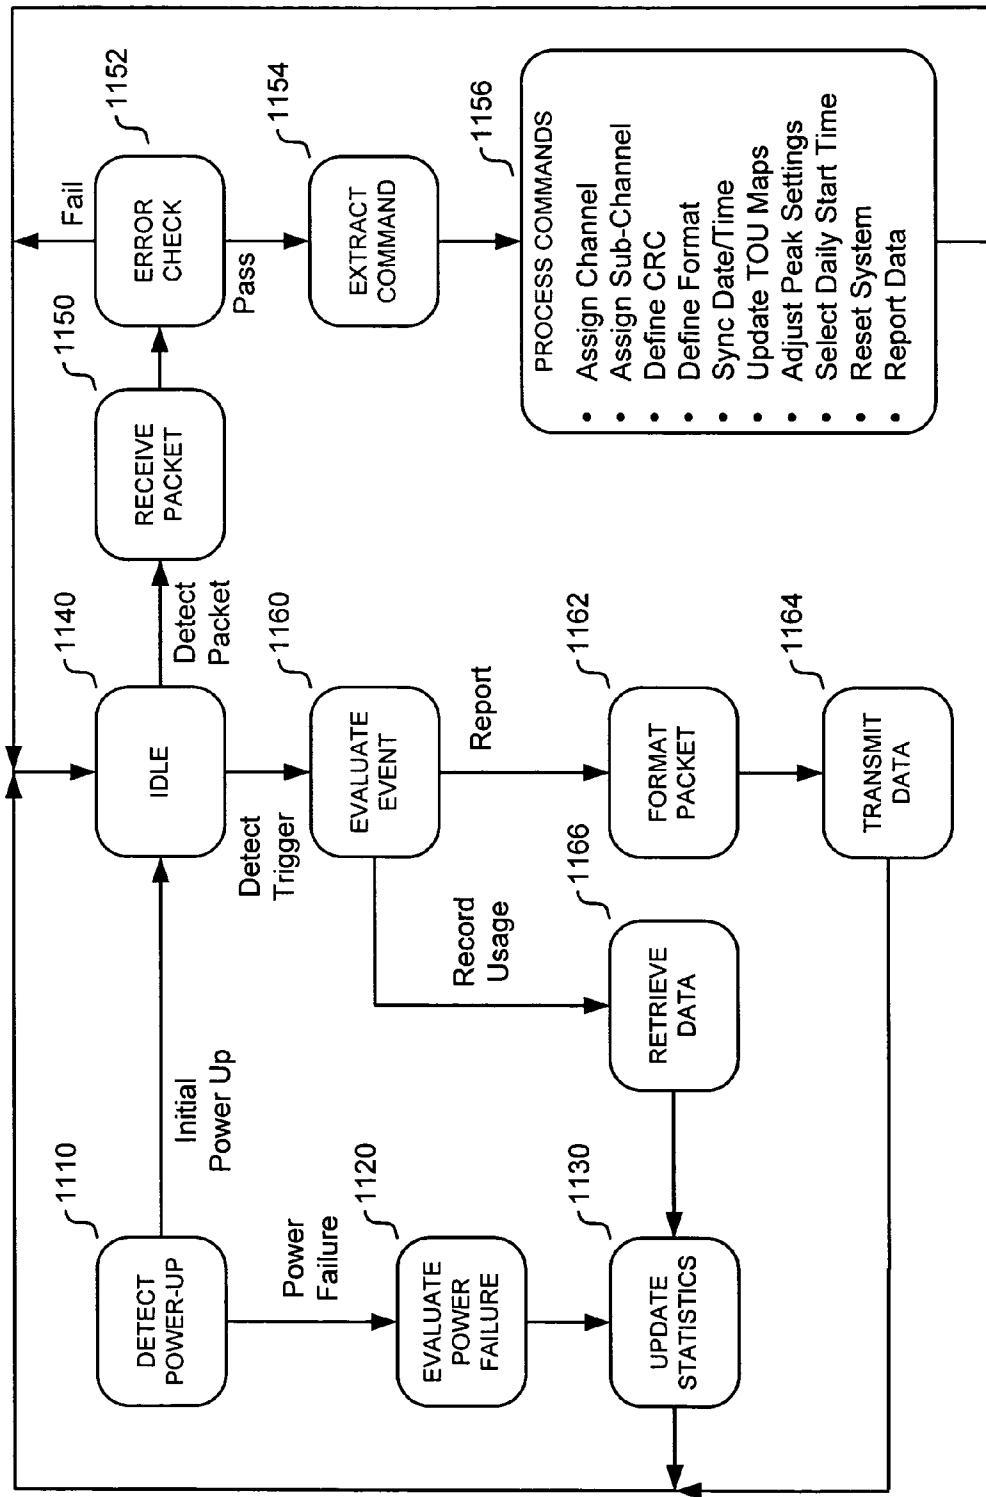 1110
DETECT
POWER-UP
Initial
Power Up
1140
IDLE
Detect
Packet
1150
RECEIVE
PACKET
1152
ERROR
CHECK
Fail
Pass
Power
Failure
1120
EVALUATE
POWER
FAILURE
Detect
Trigger
1160
EVALUATE
EVENT
Record
Usage
Report
1154
EXTRACT
COMMAND
1130
UPDATE
STATISTICS
1166
RETRIEVE
DATA
1162
FORMAT
PACKET
1164
TRANSMIT
DATA
1156
PROCESS COMMANDS
• Assign Channel
• Assign Sub-Channel
• Define CRC
• Define Format
• Sync Date/Time
• Update TOU Maps
• Adjust Peak Settings
• Select Daily Start Time
• Reset System
• Report Data